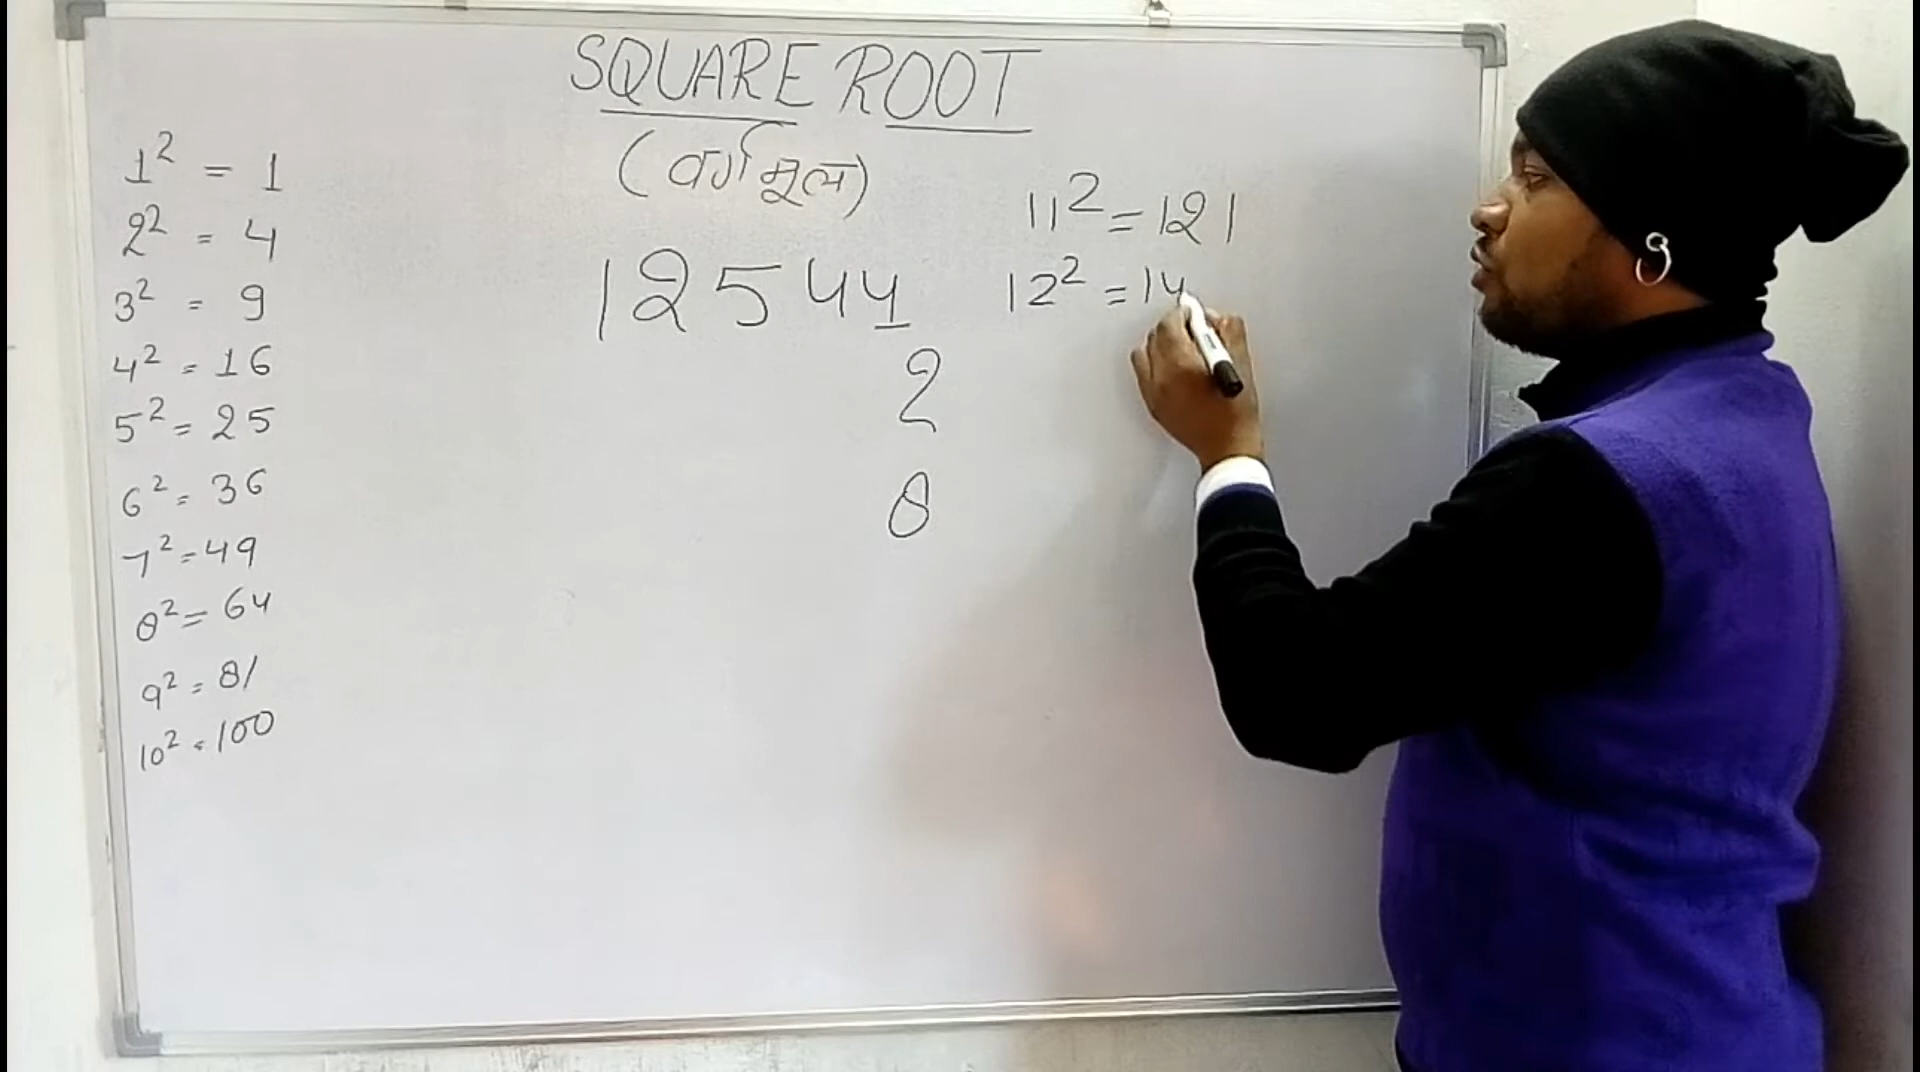 SQUARE ROOT
(वर्गमूल)
1² = 1
2² = 4
3² = 9
4² = 16
5² = 25
6² = 36
7² = 49
8² = 64
9² = 81
10² = 100
12544
2
8
11² = 121
12² = 14